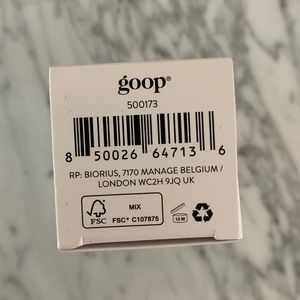 goop®
500173
8 50026 64713 6
RP: BIORIUS, 7170 MANAGE BELGIUM /
LONDON WC2H 9JQ UK
FSC
MIX
FSC® C107875
12 M